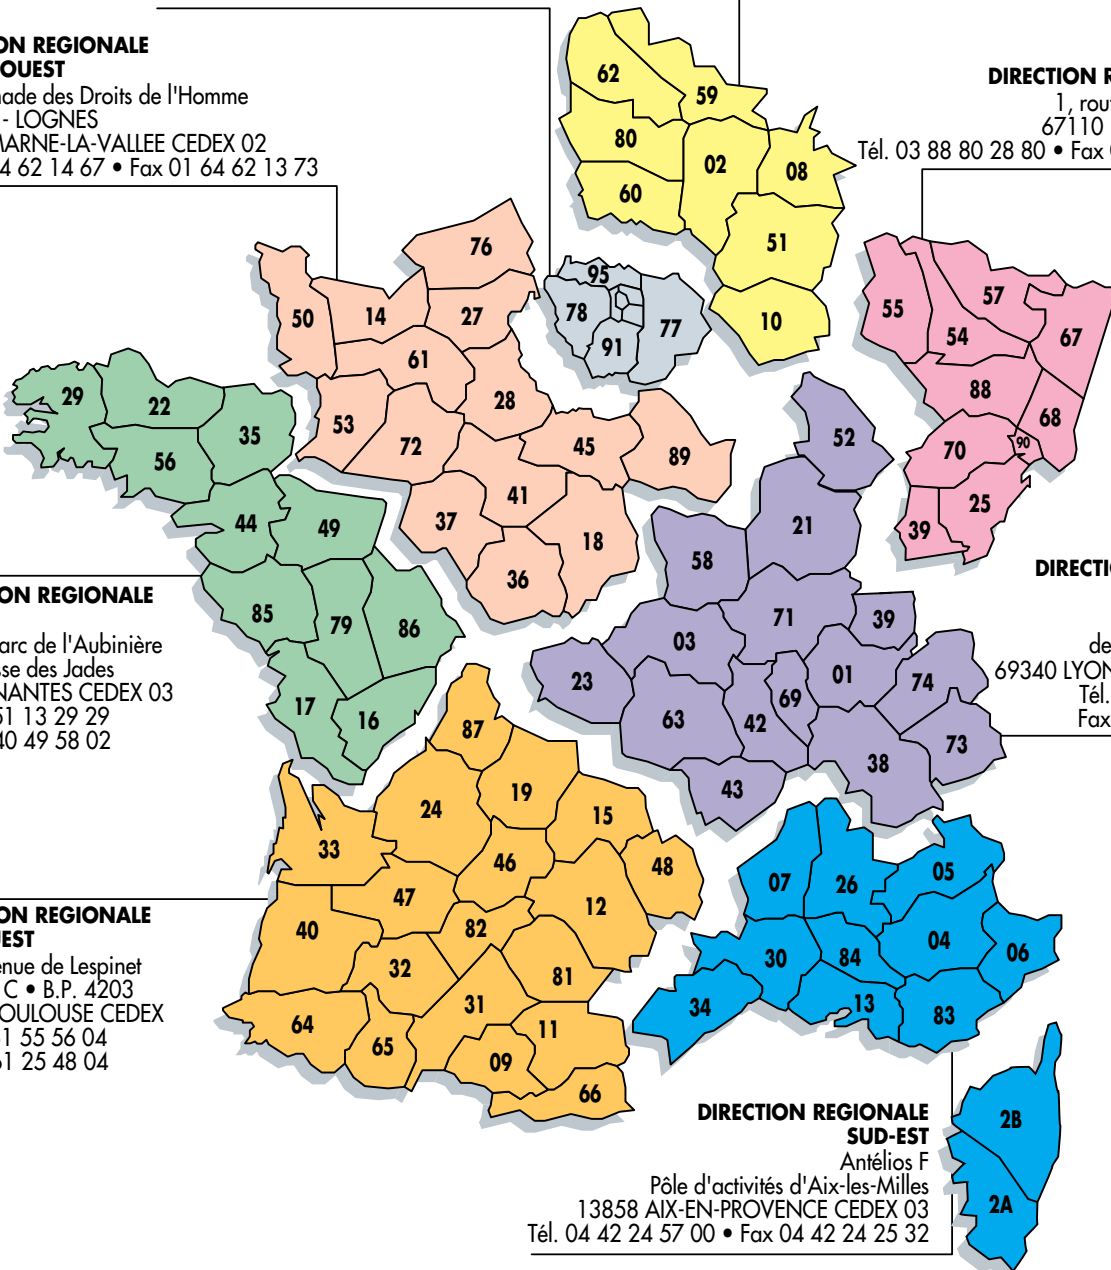 ION REGIONALE
OUEST
nade des Droits de l'Homme
- LOGNES
MARNE-LA-VALLEE CEDEX 02
4 62 14 67 • Fax 01 64 62 13 73
DIRECTION R
1, rout
67110
Tél. 03 88 80 28 80 • Fax
62
59
80
02
08
60
51
10
76
50
14
27
61
28
53
72
45
89
41
37
18
36
95
78
77
91
55
57
54
67
88
68
70
90
25
39
29
22
35
56
44
49
85
79
86
17
16
52
21
58
71
39
03
01
74
23
69
63
42
73
38
43
ION REGIONALE
arc de l'Aubinière
sse des Jades
NANTES CEDEX 03
51 13 29 29
40 49 58 02
DIRECTIO
de
69340 LYON
Tél.
Fax
87
24
19
15
33
46
48
47
12
40
82
32
81
31
64
65
11
09
66
ION REGIONALE
UEST
enue de Lespinet
C • B.P. 4203
TOULOUSE CEDEX
61 55 56 04
61 25 48 04
07
26
05
04
06
30
84
34
13
83
2B
2A
DIRECTION REGIONALE
SUD-EST
Antélios F
Pôle d'activités d'Aix-les-Milles
13858 AIX-EN-PROVENCE CEDEX 03
Tél. 04 42 24 57 00 • Fax 04 42 24 25 32